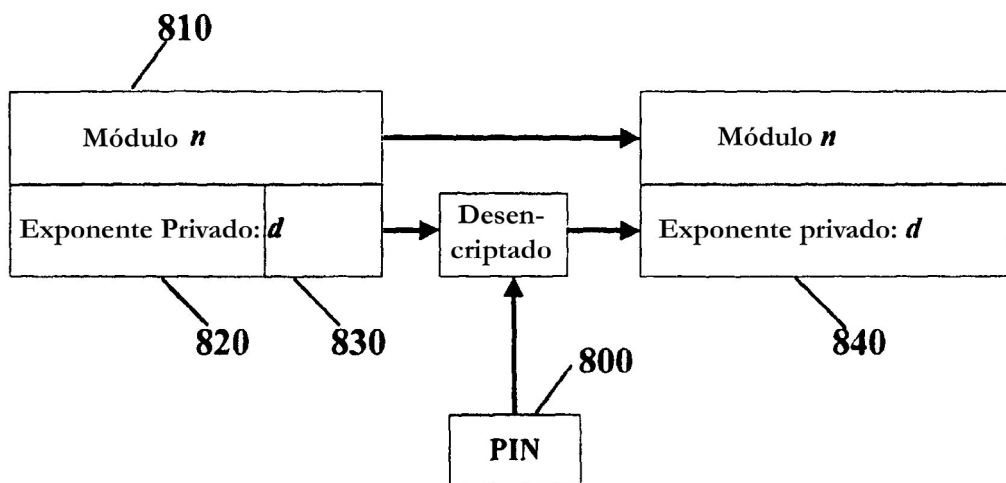 810
Módulo n
Módulo n
Exponente Privado: d
Desen-
criptado
Exponente privado: d
820
830
840
800
PIN